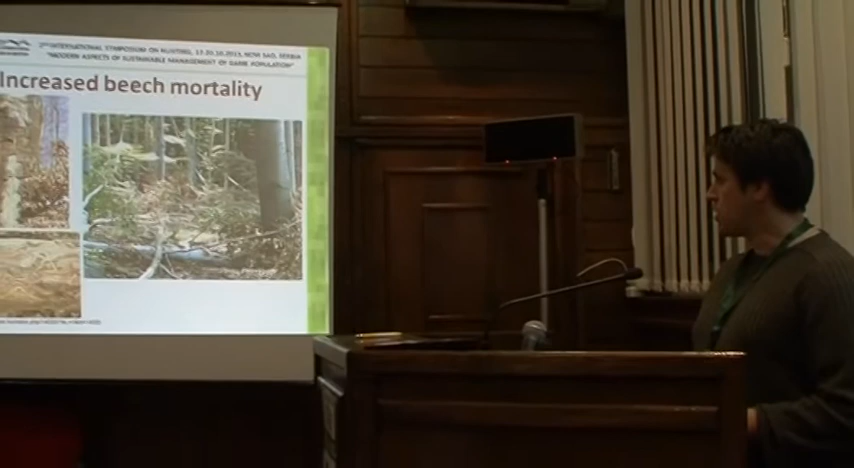 2ND INTERNATIONAL SYMPOSIUM ON HUNTING, 17-20.10.2013, NOVI SAD, SERBIA
"MODERN ASPECTS OF SUSTAINABLE MANAGEMENT OF GAME POPULATION"
Increased beech mortality